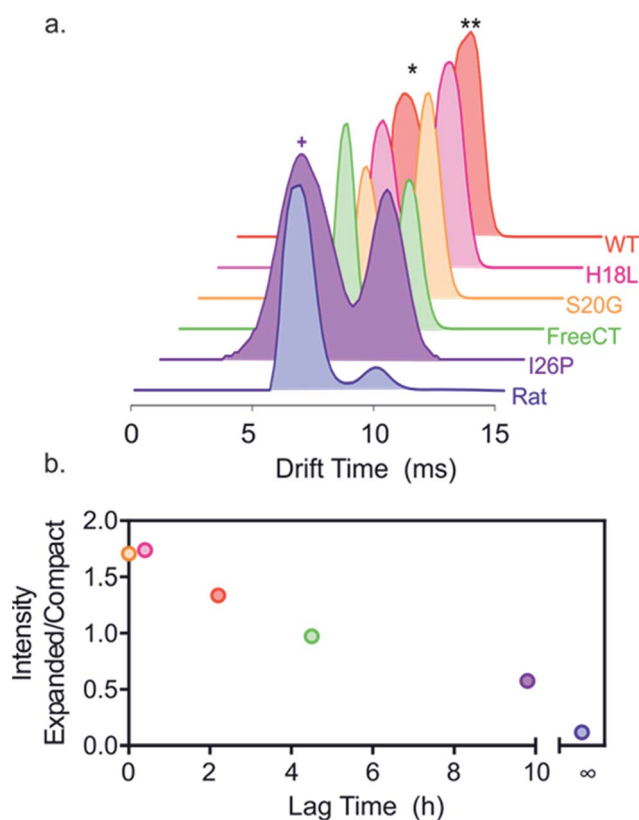 a.
**
*
+
WT
H18L
S20G
FreeCT
I26P
Rat
0 5 10 15
Drift Time (ms)
b.
Intensity
Expanded/Compact
2.0
1.5
1.0
0.5
0.0
0 2 4 6 8 10 ∞
Lag Time (h)